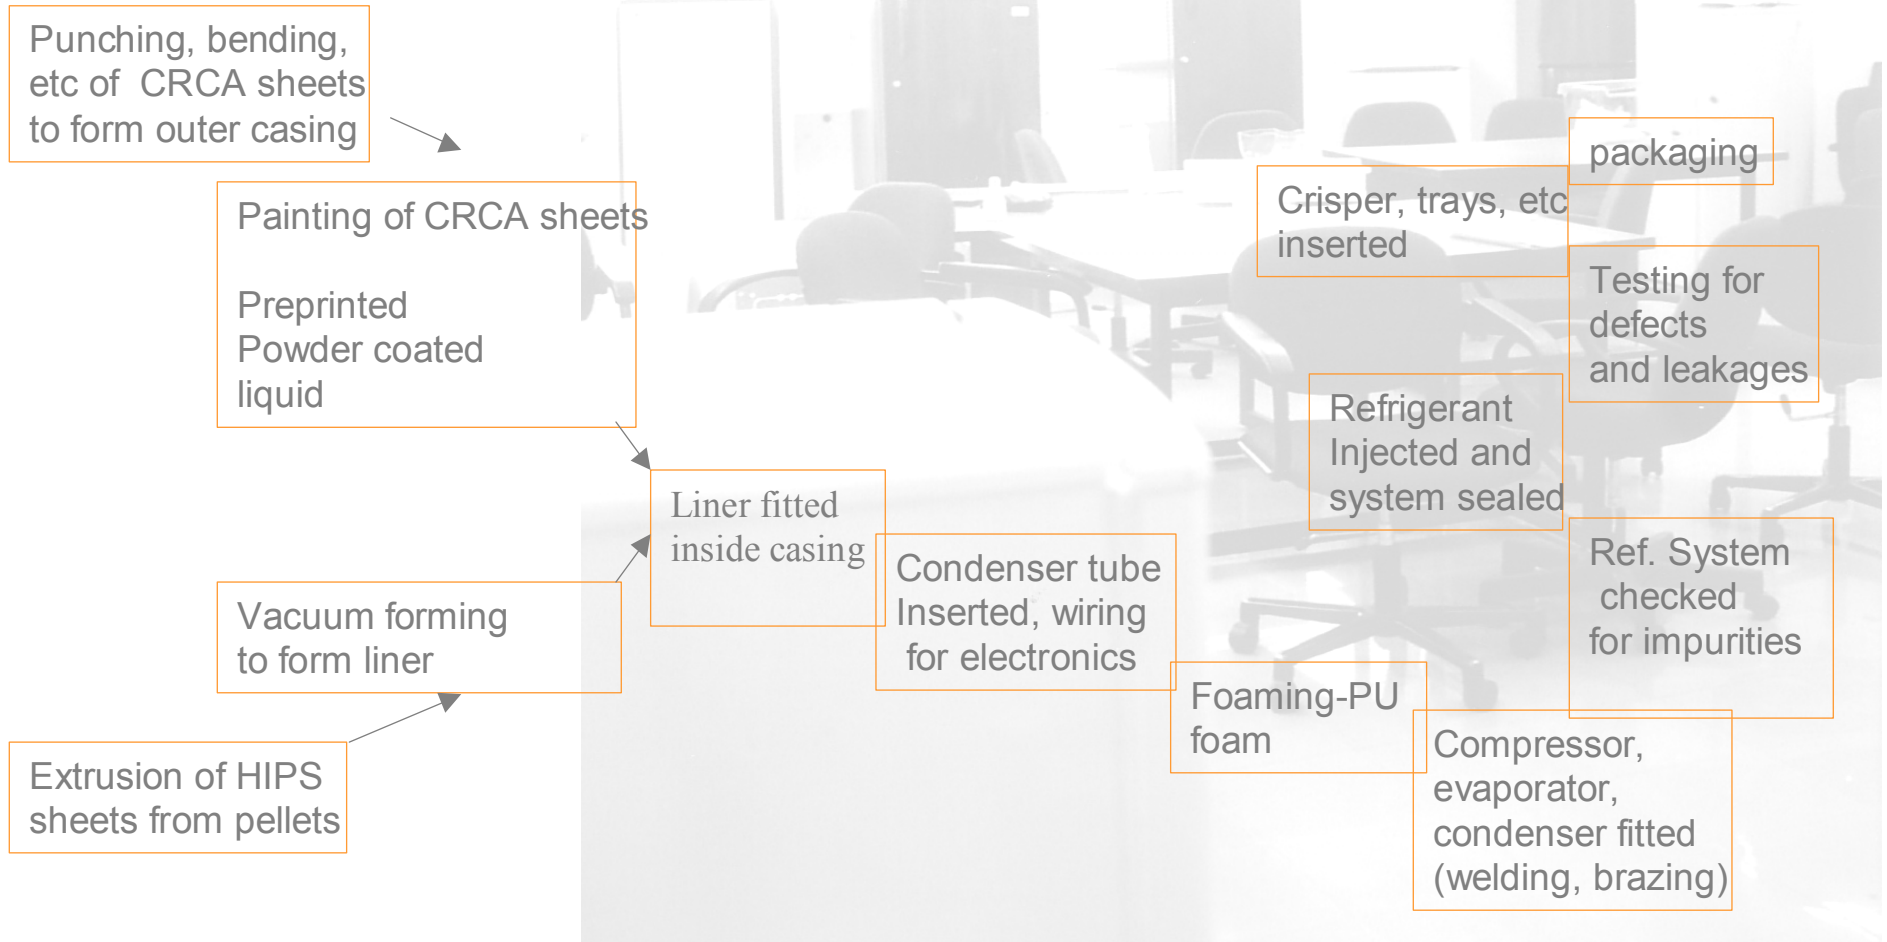 Punching, bending,
etc of  CRCA sheets
to form outer casing
Painting of CRCA sheets
Preprinted
Powder coated
liquid
Vacuum forming
to form liner
Extrusion of HIPS
sheets from pellets
Liner fitted
inside casing
Condenser tube
Inserted, wiring
for electronics
Foaming-PU
foam
Compressor,
evaporator,
condenser fitted
(welding, brazing)
Ref. System
checked
for impurities
Refrigerant
Injected and
system sealed
Testing for
defects
and leakages
Crisper, trays, etc
inserted
packaging